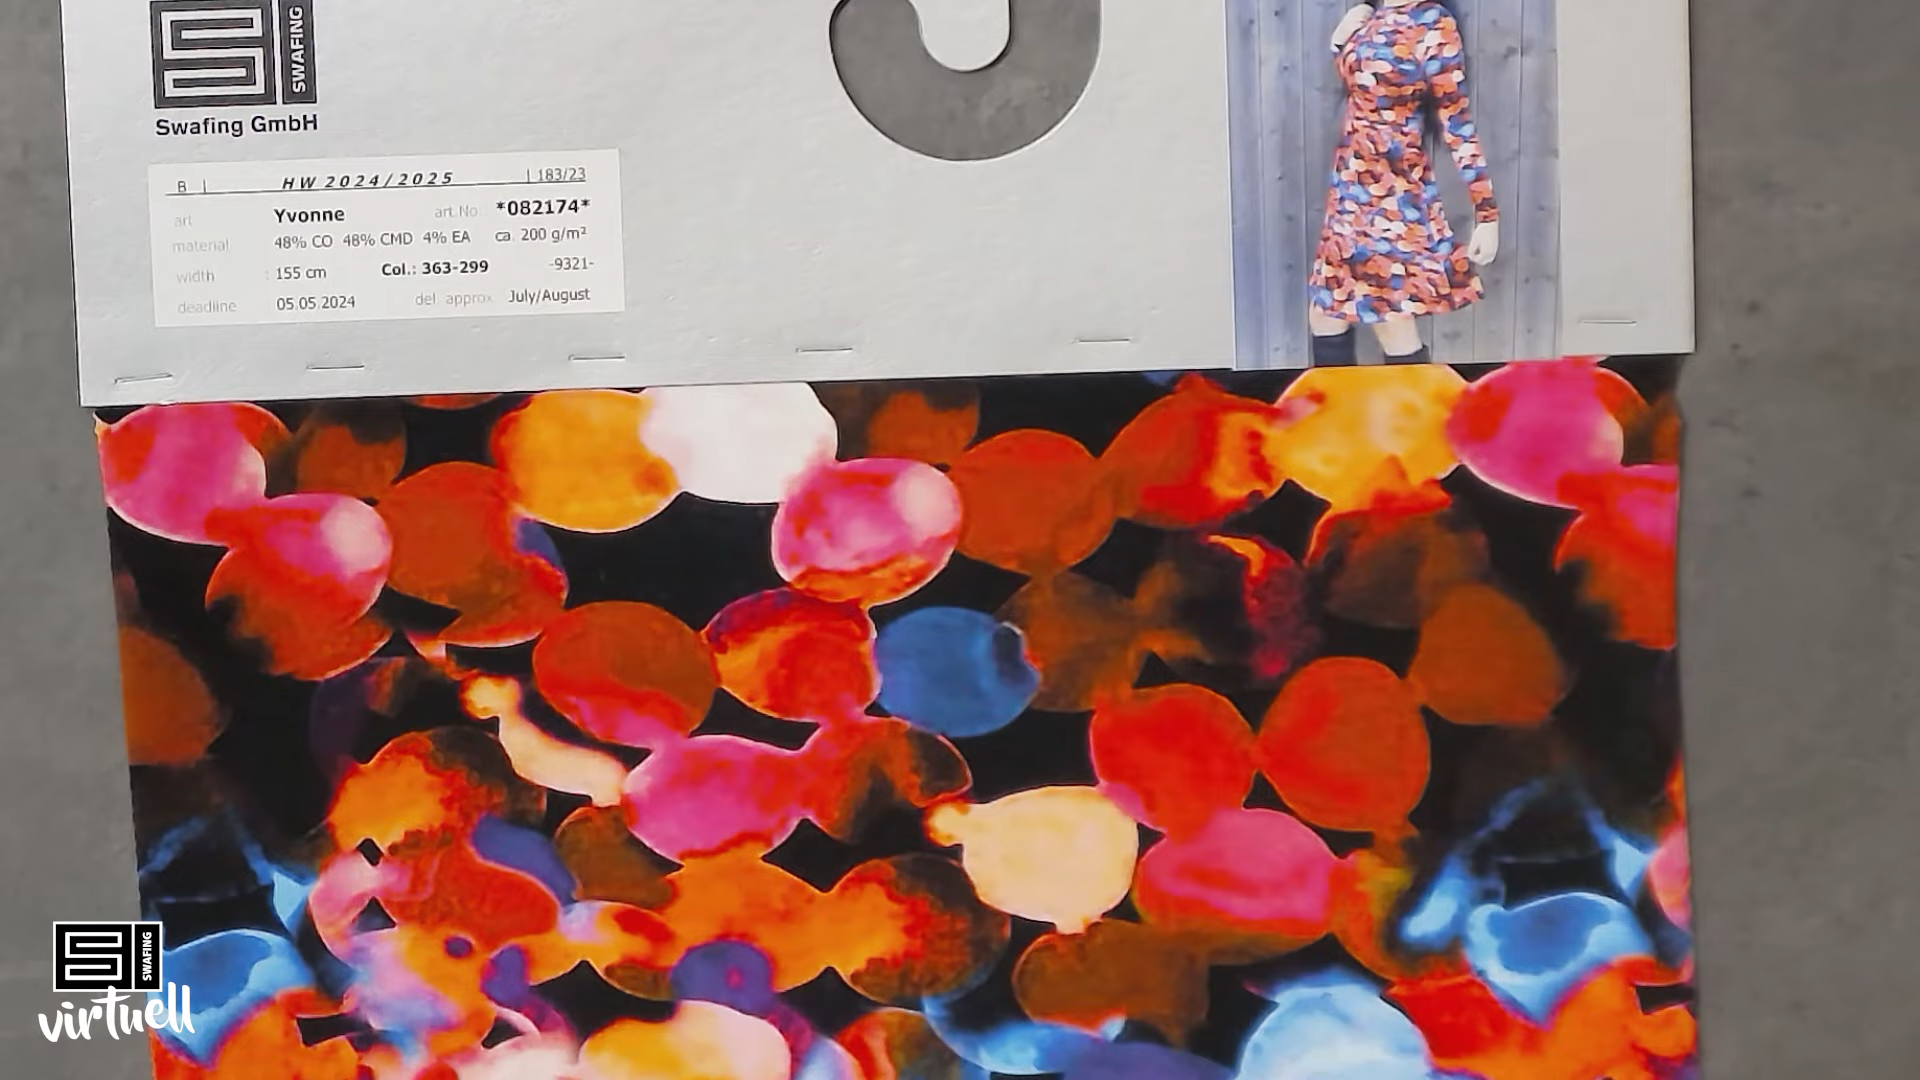 SWAFING
Swafing GmbH
B | HW 2024/2025 | 183/23
art Yvonne art.No *082174*
material 48% CO 48% CMD 4% EA ca. 200 g/m²
width : 155 cm Col.: 363-299 -9321-
deadline 05.05.2024 del. approx. July/August
SWAFING
virtuell